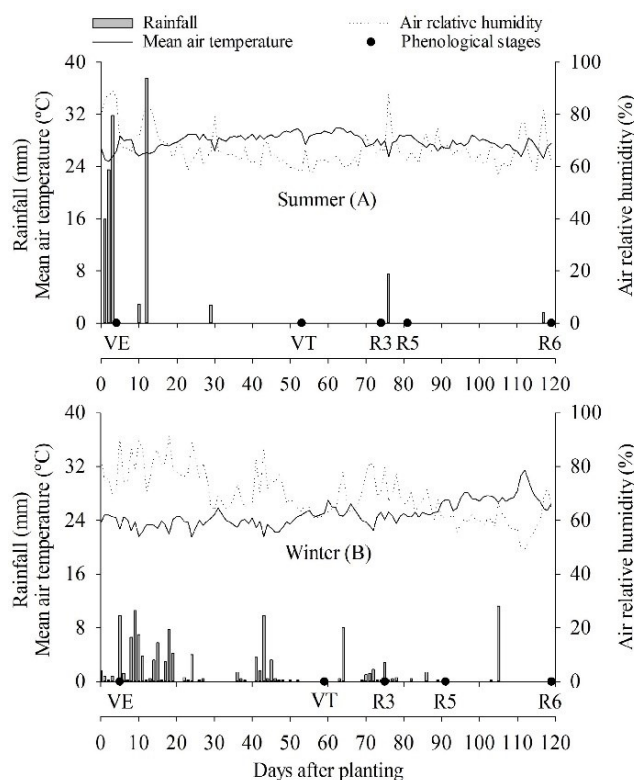 Rainfall
Air relative humidity
Mean air temperature
Phenological stages
40
32
24
16
8
0
Rainfall (mm)
Mean air temperature (ºC)
100
80
60
40
20
0
Air relative humidity (%)
Summer (A)
VE VT R3 R5 R6
0 10 20 30 40 50 60 70 80 90 100 110 120
40
32
24
16
8
0
Rainfall (mm)
Mean air temperature (ºC)
100
80
60
40
20
0
Air relative humidity (%)
Winter (B)
VE VT R3 R5 R6
0 10 20 30 40 50 60 70 80 90 100 110 120
Days after planting